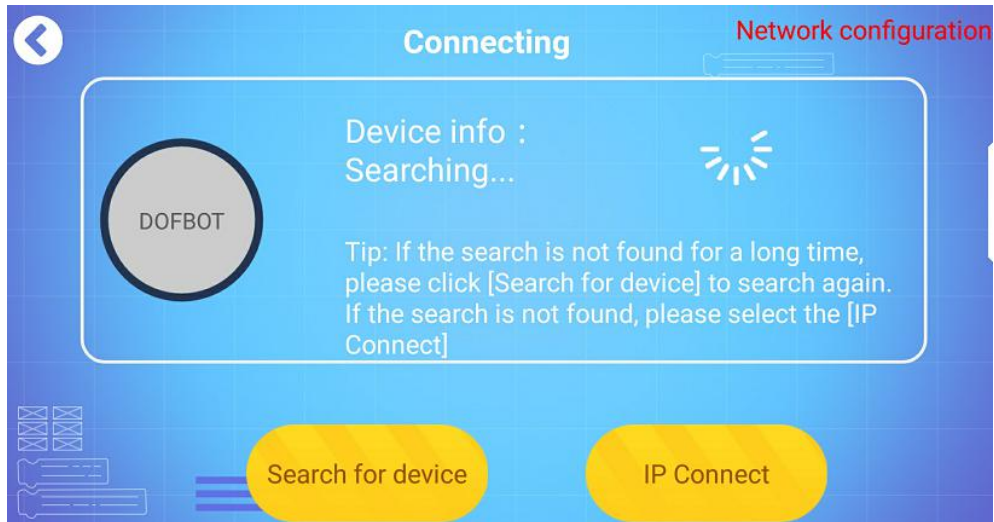 Connecting
Network configuration
Device info：
Searching...
DOFBOT
Tip: If the search is not found for a long time,
please click [Search for device] to search again.
If the search is not found, please select the [IP
Connect]
Search for device
IP Connect